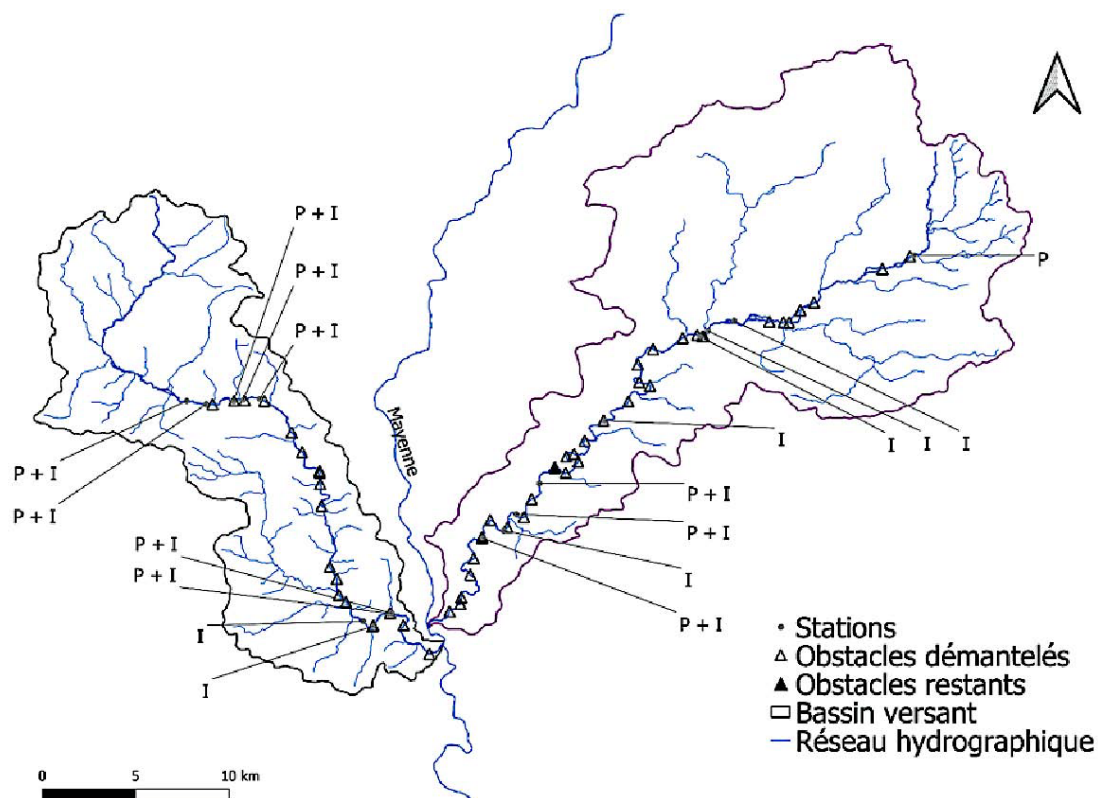 P + I
P + I
P + I
P
Mayenne
I
I
I
I
P + I
P + I
P + I
P + I
I
P + I
P + I
P + I
I
I
Stations
Obstacles démantelés
Obstacles restants
Bassin versant
Réseau hydrographique
0 5 10 km